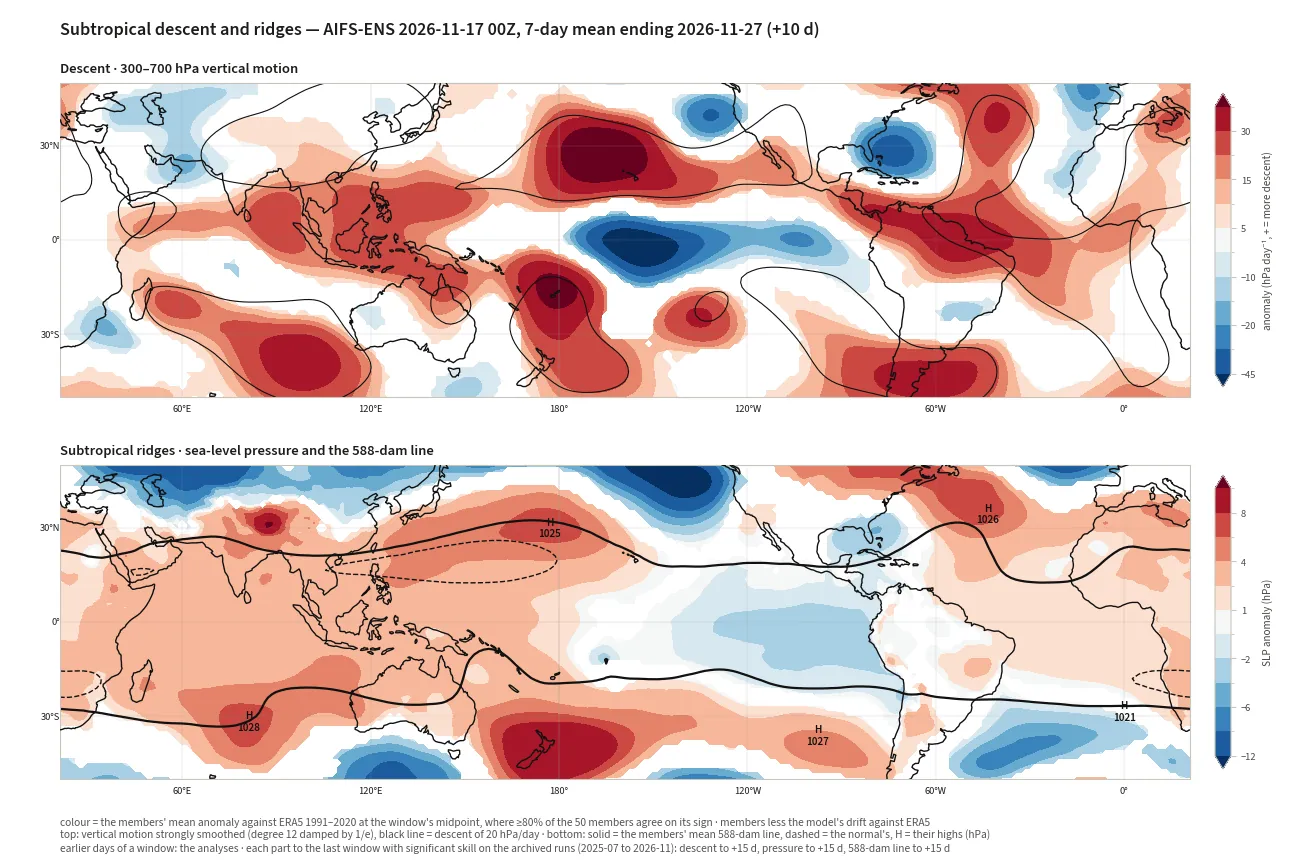 Subtropical descent and ridges — AIFS-ENS 2026-11-17 00Z, 7-day mean ending 2026-11-27 (+10 d)
Descent · 300–700 hPa vertical motion
30°N
0°
30°S
60°E
120°E
180°
120°W
60°W
0°
30
15
5
−10
−20
−45
anomaly (hPa day⁻¹, + = more descent)
Subtropical ridges · sea-level pressure and the 588-dam line
30°N
0°
30°S
H
1025
H
1026
H
1028
H
1027
H
1021
60°E
120°E
180°
120°W
60°W
0°
8
4
1
−2
−6
−12
SLP anomaly (hPa)
colour = the members' mean anomaly against ERA5 1991–2020 at the window's midpoint, where ≥80% of the 50 members agree on its sign · members less the model's drift against ERA5
top: vertical motion strongly smoothed (degree 12 damped by 1/e), black line = descent of 20 hPa/day · bottom: solid = the members' mean 588-dam line, dashed = the normal's, H = their highs (hPa)
earlier days of a window: the analyses · each part to the last window with significant skill on the archived runs (2025-07 to 2026-11): descent to +15 d, pressure to +15 d, 588-dam line to +15 d